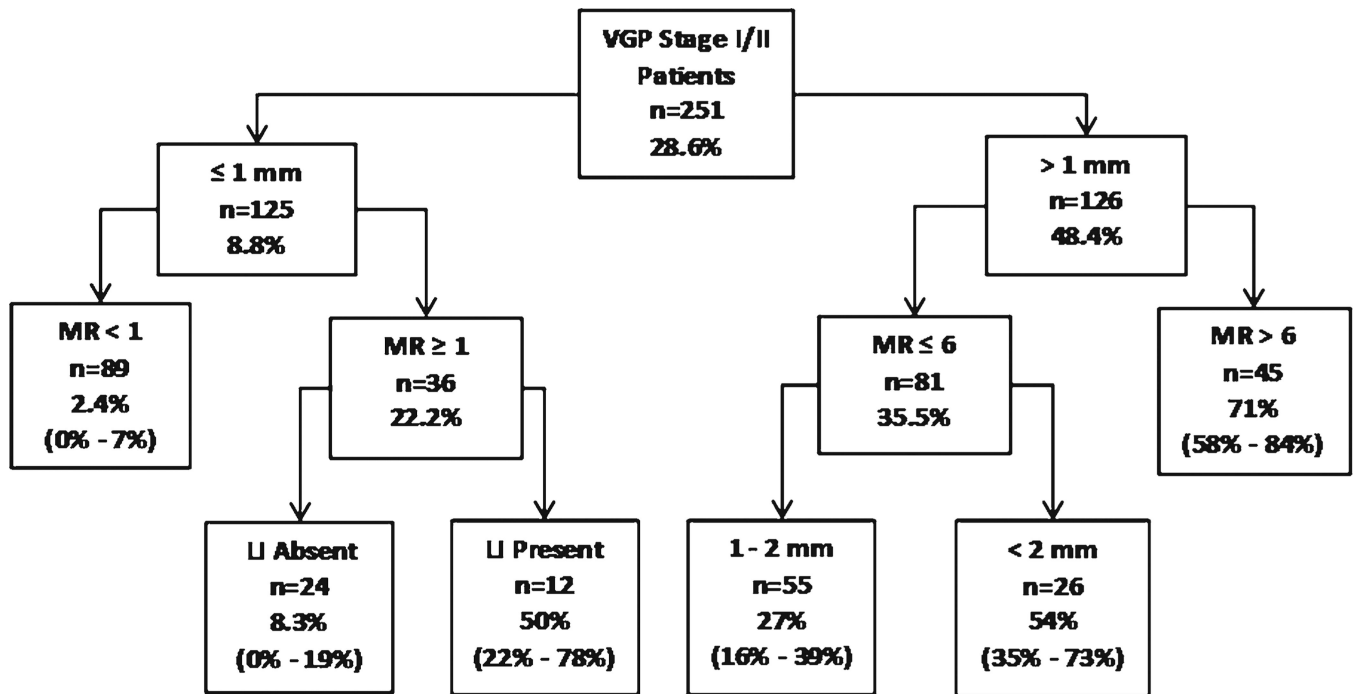 VGP Stage I/II
Patients
n=251
28.6%
≤ 1 mm
n=125
8.8%
> 1 mm
n=126
48.4%
MR < 1
n=89
2.4%
(0% - 7%)
MR ≥ 1
n=36
22.2%
MR ≤ 6
n=81
35.5%
MR > 6
n=45
71%
(58% - 84%)
LI Absent
n=24
8.3%
(0% - 19%)
LI Present
n=12
50%
(22% - 78%)
1 - 2 mm
n=55
27%
(16% - 39%)
< 2 mm
n=26
54%
(35% - 73%)